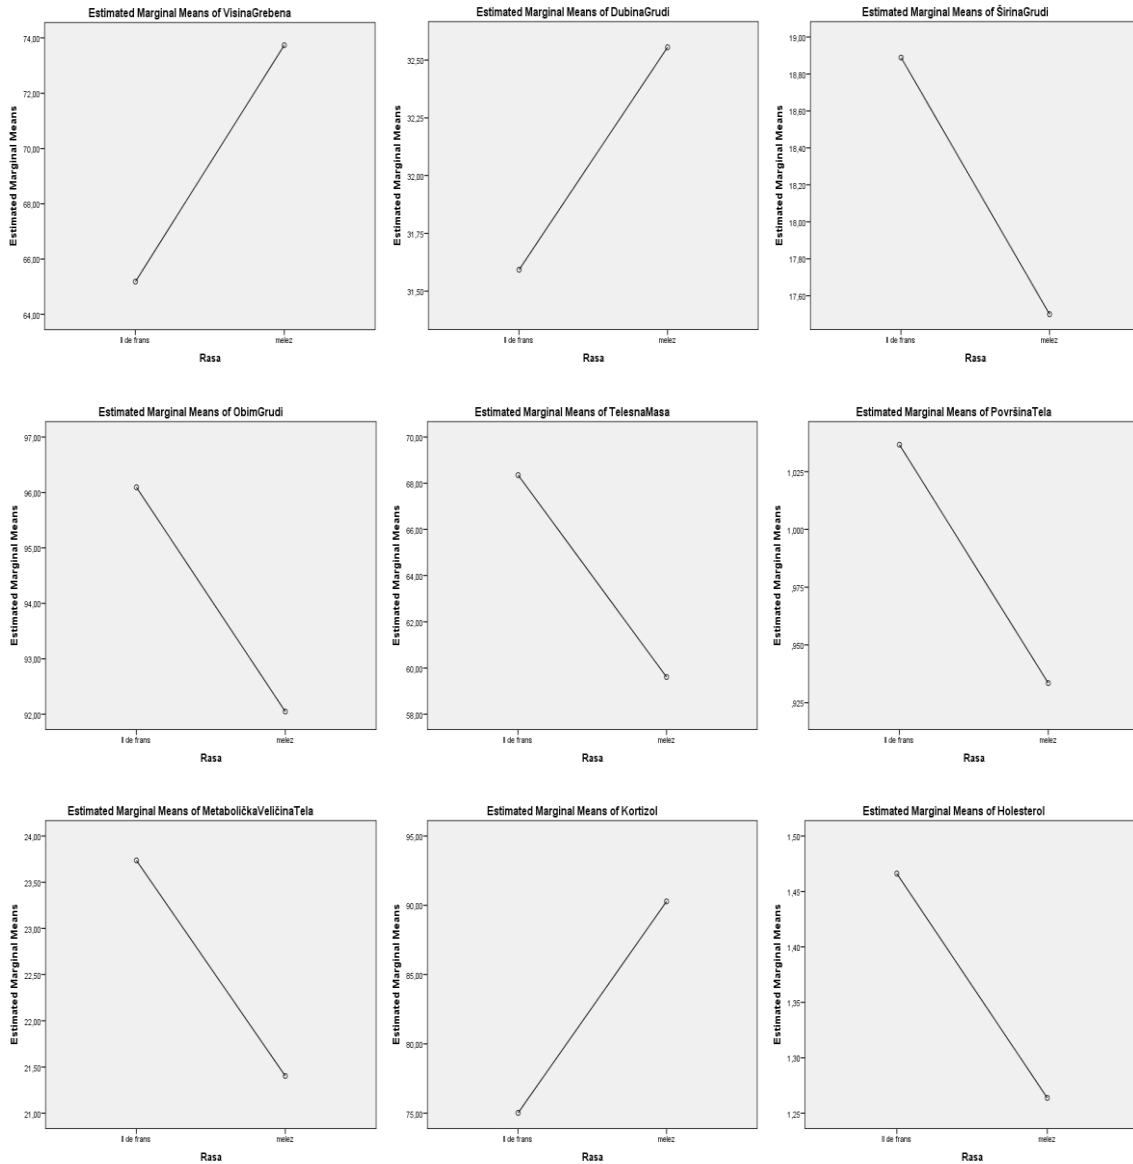 Estimated Marginal Means of VisinaGrebena
Estimated Marginal Means
74,00
72,00
70,00
68,00
66,00
64,00
Il de frans
melez
Rasa
Estimated Marginal Means of DubinaGrudi
Estimated Marginal Means
32,50
32,25
32,00
31,75
31,50
Il de frans
melez
Rasa
Estimated Marginal Means of ŠirinaGrudi
Estimated Marginal Means
19,00
18,80
18,60
18,40
18,20
18,00
17,80
17,60
Il de frans
melez
Rasa
Estimated Marginal Means of ObimGrudi
Estimated Marginal Means
97,00
96,00
95,00
94,00
93,00
92,00
Il de frans
melez
Rasa
Estimated Marginal Means of TelesnaMasa
Estimated Marginal Means
70,00
68,00
66,00
64,00
62,00
60,00
58,00
Il de frans
melez
Rasa
Estimated Marginal Means of PovršinaTela
Estimated Marginal Means
1,025
1,000
,975
,950
,925
Il de frans
melez
Rasa
Estimated Marginal Means of MetaboličkaVeličinaTela
Estimated Marginal Means
24,00
23,50
23,00
22,50
22,00
21,50
21,00
Il de frans
melez
Rasa
Estimated Marginal Means of Kortizol
Estimated Marginal Means
95,00
90,00
85,00
80,00
75,00
Il de frans
melez
Rasa
Estimated Marginal Means of Holesterol
Estimated Marginal Means
1,50
1,45
1,40
1,35
1,30
1,25
Il de frans
melez
Rasa